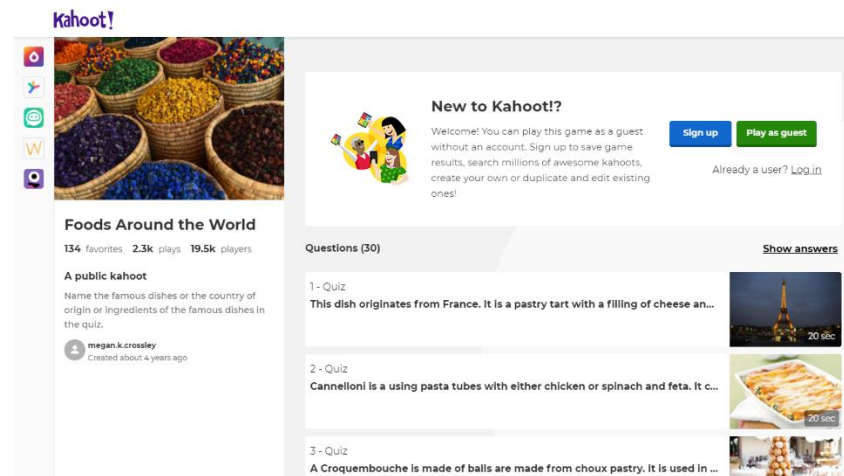 Kahoot!
Foods Around the World
134 favorites 2.3k plays 19.5k players
A public kahoot
Name the famous dishes or the country of
origin or ingredients of the famous dishes in
the quiz.
megan.k.crossley
Created about 4 years ago
New to Kahoot!?
Welcome! You can play this game as a guest
without an account. Sign up to save game
results, search millions of awesome kahoots,
create your own or duplicate and edit existing
ones!
Sign up
Play as guest
Already a user? Log in
Questions (30)
Show answers
1 - Quiz
This dish originates from France. It is a pastry tart with a filling of cheese an...
20 sec
2 - Quiz
Cannelloni is a using pasta tubes with either chicken or spinach and feta. It c...
20 sec
3 - Quiz
A Croquembouche is made of balls are made from choux pastry. It is used in ...